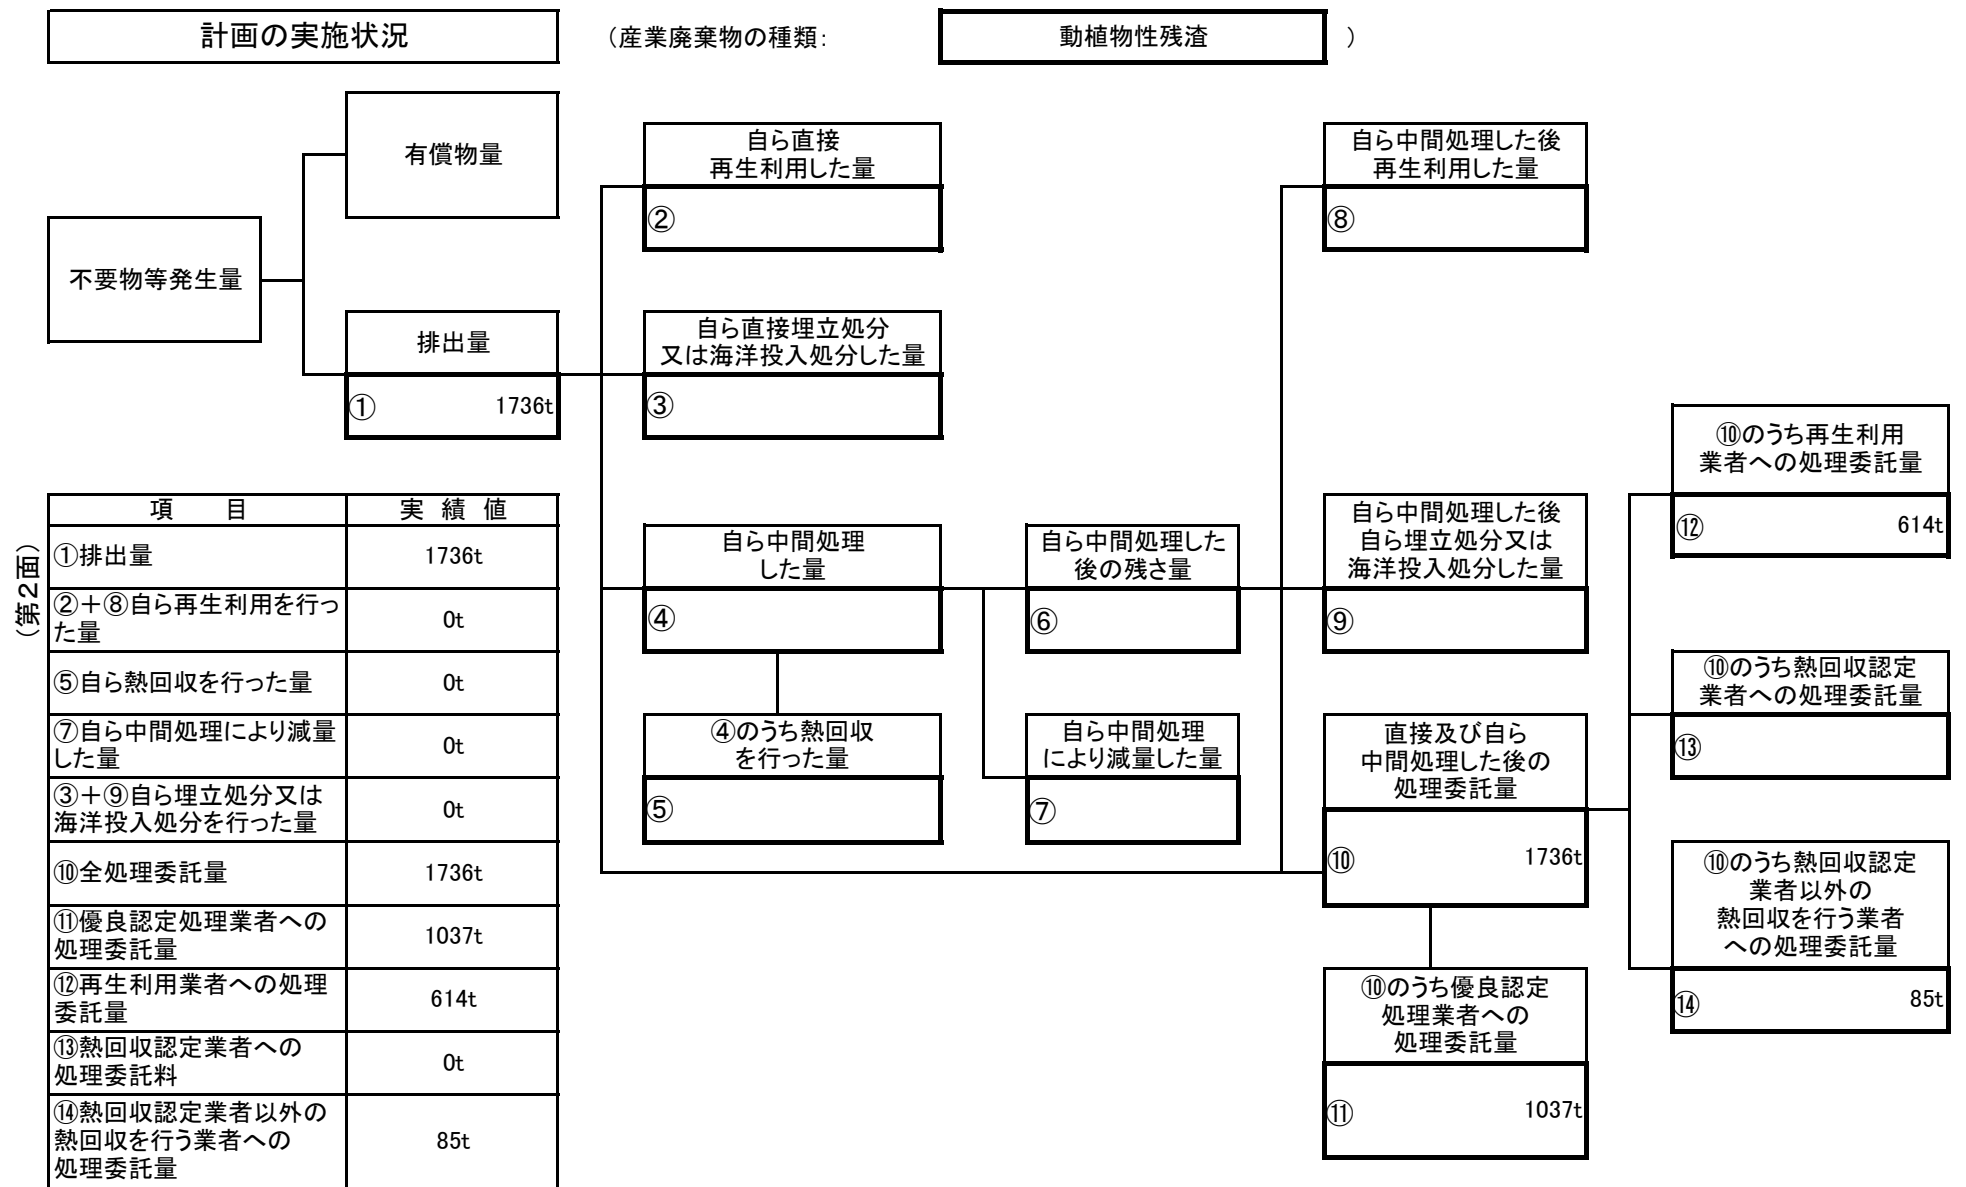 計画の実施状況
（産業廃棄物の種類：
動植物性残渣
）
有償物量
不要物等発生量
排出量
① 1736t
自ら直接
再生利用した量
②
自ら直接埋立処分
又は海洋投入処分した量
③
自ら中間処理
した量
④
④のうち熱回収
を行った量
⑤
自ら中間処理した
後の残さ量
⑥
自ら中間処理
により減量した量
⑦
自ら中間処理した後
再生利用した量
⑧
自ら中間処理した後
自ら埋立処分又は
海洋投入処分した量
⑨
直接及び自ら
中間処理した後の
処理委託量
⑩ 1736t
⑩のうち優良認定
処理業者への
処理委託量
⑪ 1037t
⑩のうち再生利用
業者への処理委託量
⑫ 614t
⑩のうち熱回収認定
業者への処理委託量
⑬
⑩のうち熱回収認定
業者以外の
熱回収を行う業者
への処理委託量
⑭ 85t
（第２面）
項 目 実 績 値
①排出量 1736t
②＋⑧自ら再生利用を行っ
た量 0t
⑤自ら熱回収を行った量 0t
⑦自ら中間処理により減量
した量 0t
③＋⑨自ら埋立処分又は
海洋投入処分を行った量 0t
⑩全処理委託量 1736t
⑪優良認定処理業者への
処理委託量 1037t
⑫再生利用業者への処理
委託量 614t
⑬熱回収認定業者への
処理委託料 0t
⑭熱回収認定業者以外の
熱回収を行う業者への
処理委託量 85t